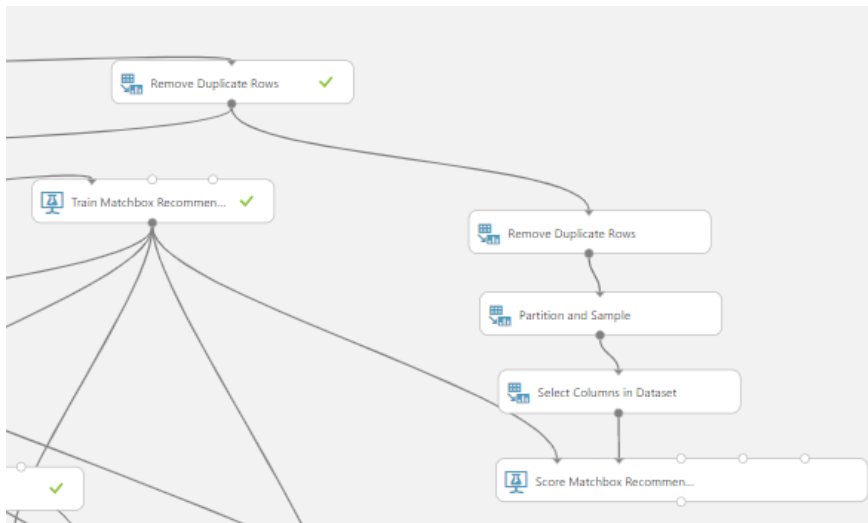 Remove Duplicate Rows
Train Matchbox Recommen...
Remove Duplicate Rows
Partition and Sample
Select Columns in Dataset
Score Matchbox Recommen...